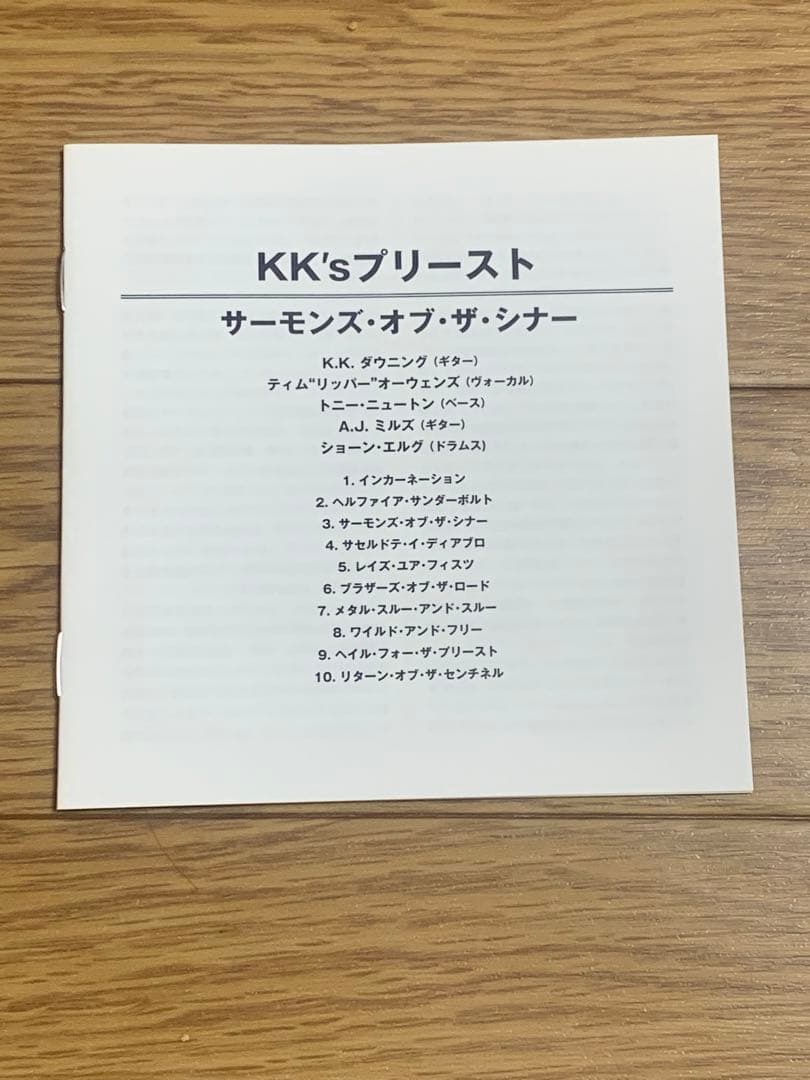 KK'sプリースト
サーモンズ・オブ・ザ・シナー
K.K. ダウニング (ギター)
ティム“リッパー”オーウェンズ (ヴォーカル)
トニー・ニュートン (ベース)
A.J. ミルズ (ギター)
ショーン・エルグ (ドラムス)
1. インカーネーション
2. ヘルファイア・サンダーボルト
3. サーモンズ・オブ・ザ・シナー
4. サセルドテ・イ・ディアブロ
5. レイズ・ユア・フィスツ
6. ブラザーズ・オブ・ザ・ロード
7. メタル・スルー・アンド・スルー
8. ワイルド・アンド・フリー
9. ヘイル・フォー・ザ・プリースト
10. リターン・オブ・ザ・センチネル